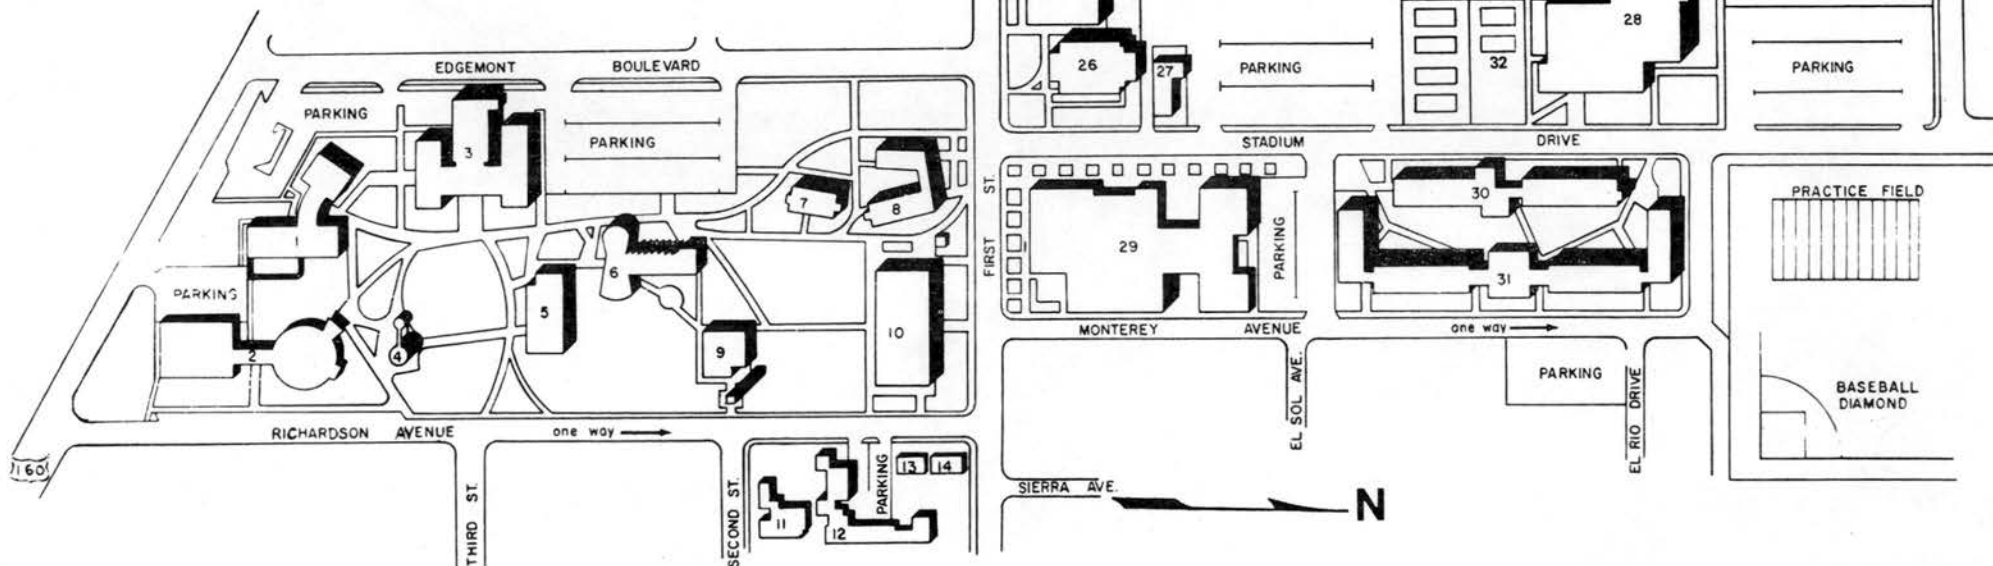 28
26
27
32
EDGEMONT BOULEVARD
PARKING
PARKING
PARKING
PARKING
3
STADIUM DRIVE
7
8
FIRST ST.
30
PRACTICE FIELD
1
29
PARKING
31
6
PARKING
5
10
MONTEREY AVENUE one way
4
2
9
PARKING
EL SOL AVE.
EL RIO DRIVE
BASEBALL
DIAMOND
RICHARDSON AVENUE one way
160
THIRD ST.
SECOND ST.
PARKING
13
14
11
12
SIERRA AVE.
N